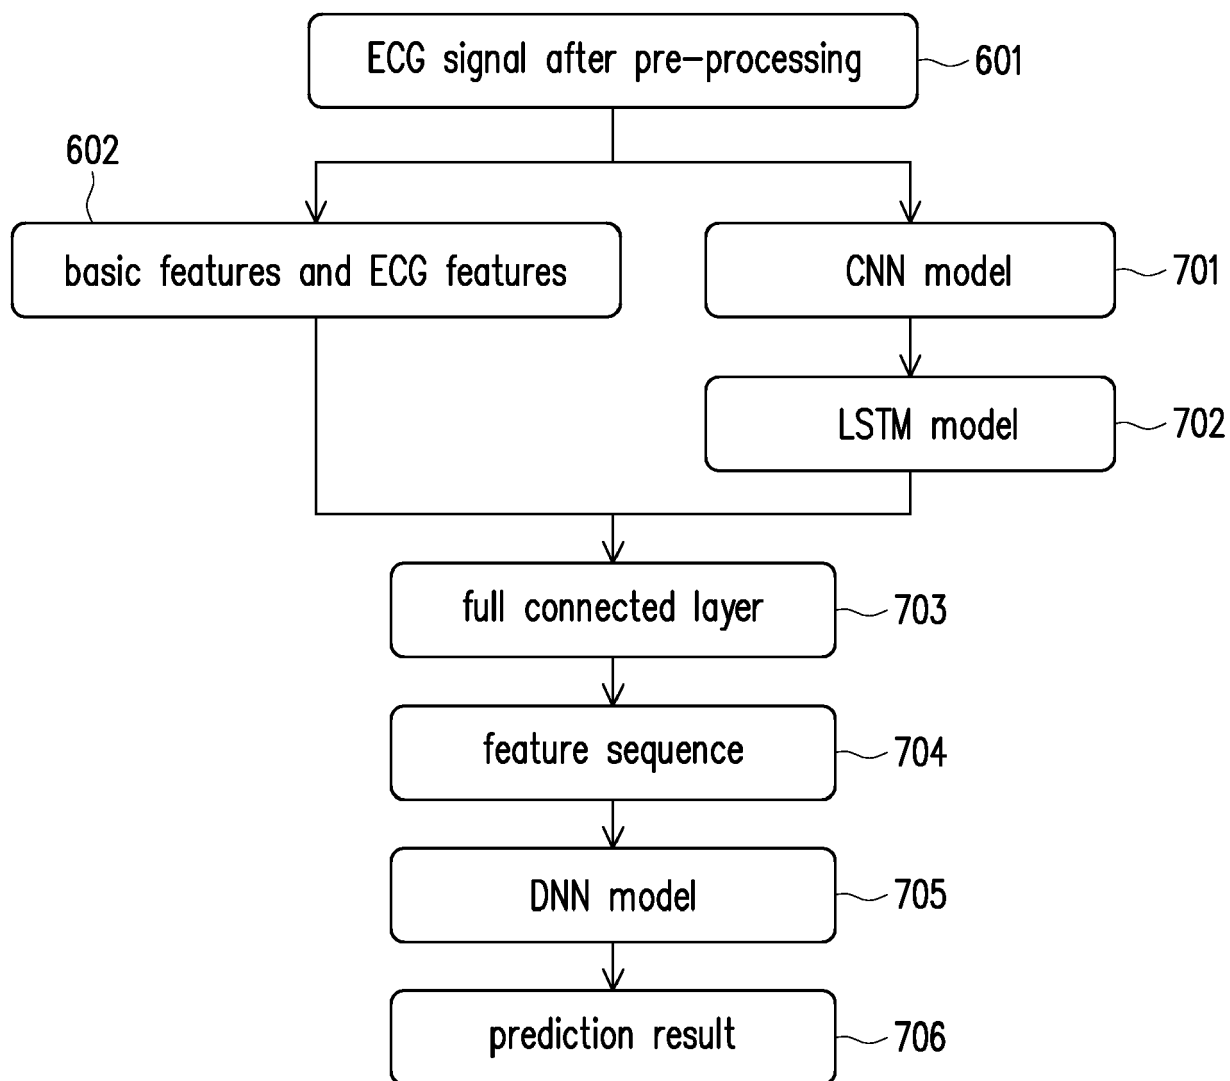 ECG signal after pre-processing
601
602
basic features and ECG features
CNN model
701
LSTM model
702
full connected layer
703
feature sequence
704
DNN model
705
prediction result
706